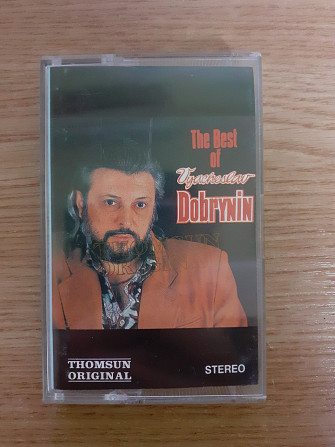 The Best
of
Vyacheslav
DOBRYNIN
THOMSUN
ORIGINAL
STEREO